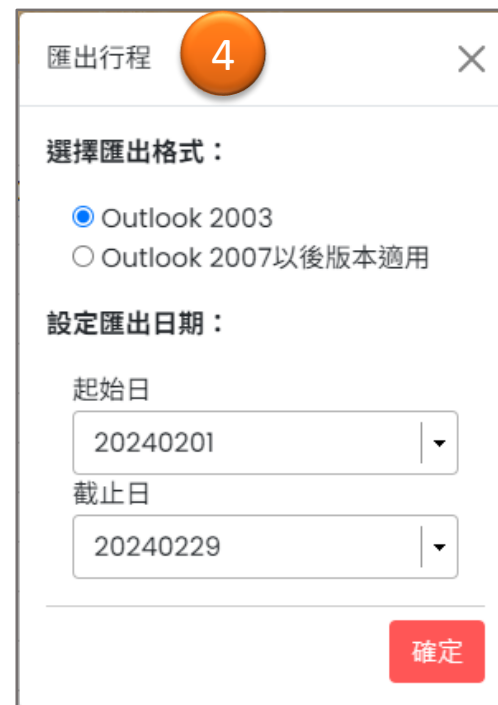 匯出行程
4
選擇匯出格式：
Outlook 2003
Outlook 2007以後版本適用
設定匯出日期：
起始日
20240201
截止日
20240229
確定